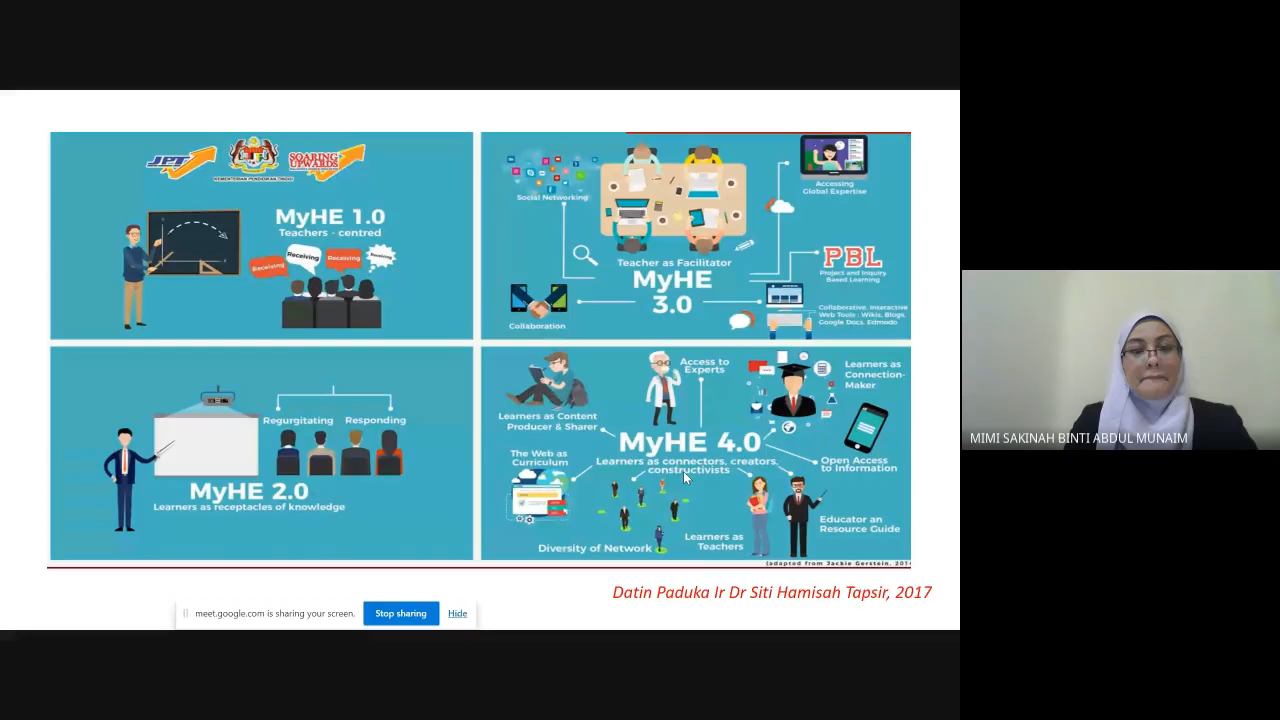 JPT
KEMENTERIAN PENDIDIKAN TINGGI
SOARING
UPWARDS
MyHE 1.0
Teachers - centred
Receiving
Receiving
Receiving
Receiving
Social Networking
Accessing
Global Expertise
Teacher as Facilitator
MyHE
3.0
PBL
Project and Inquiry
Based Learning
Collaboration
Collaborative, Interactive
Web Tools : Wikis, Blogs,
Google Docs, Edmodo
Regurgitating Responding
MyHE 2.0
Learners as receptacles of knowledge
Access to
Experts
Learners as
Connection-
Maker
Learners as Content
Producer & Sharer
MyHE 4.0
Learners as connectors, creators,
constructivists
The Web as
Curriculum
Open Access
to Information
Educator an
Resource Guide
Learners as
Teachers
Diversity of Network
(adapted from Jackie Gerstein,
Datin Paduka Ir Dr Siti Hamisah Tapsir, 2017
meet.google.com is sharing your screen.
Stop sharing
Hide
MIMI SAKINAH BINTI ABDUL MUNAIM